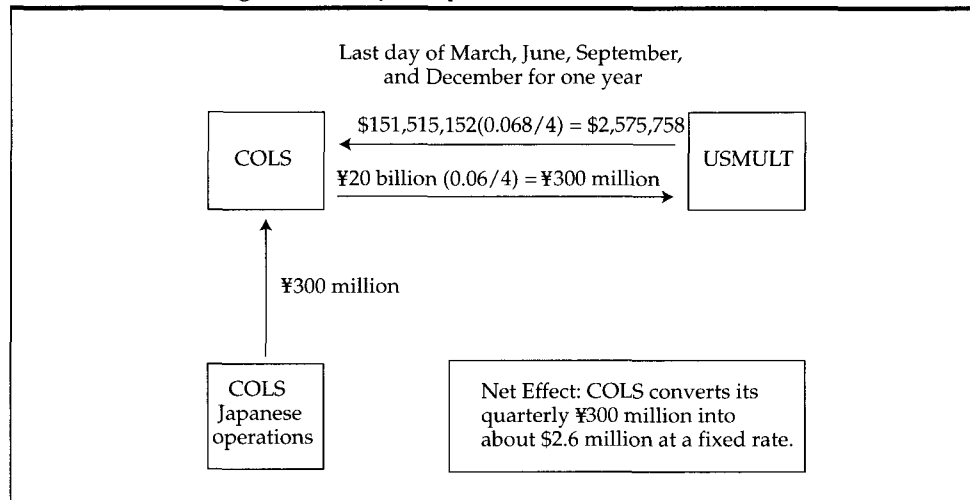 Last day of March, June, September,
and December for one year
$151,515,152(0.068/4) = $2,575,758
COLS
USMULT
¥20 billion (0.06/4) = ¥300 million
¥300 million
COLS
Japanese
operations
Net Effect: COLS converts its
quarterly ¥300 million into
about $2.6 million at a fixed rate.